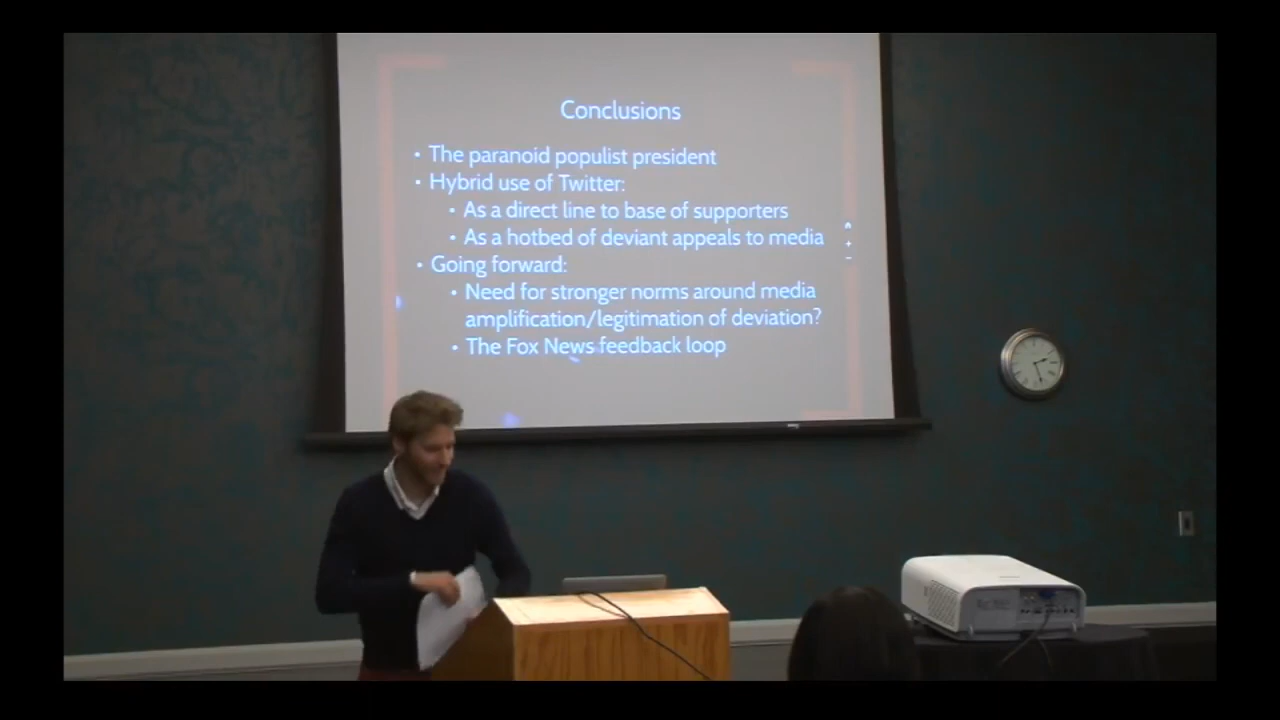 Conclusions
• The paranoid populist president
• Hybrid use of Twitter:
• As a direct line to base of supporters
• As a hotbed of deviant appeals to media
• Going forward:
• Need for stronger norms around media
amplification/legitimation of deviation?
• The Fox News feedback loop